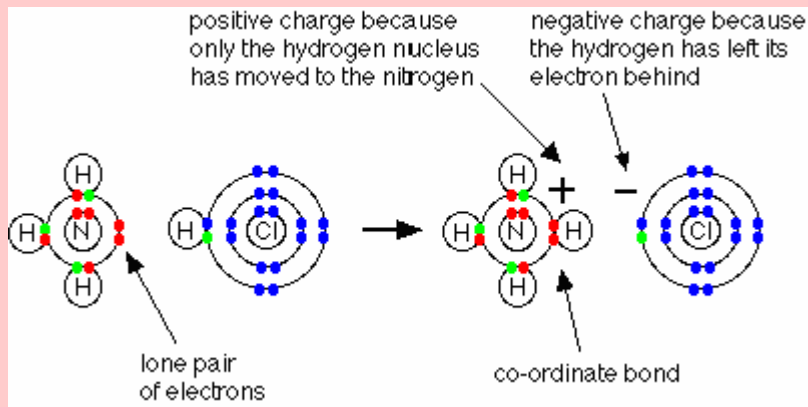 positive charge because
only the hydrogen nucleus
has moved to the nitrogen
negative charge because
the hydrogen has left its
electron behind
H
H
N
H
H
Cl
+
−
H
N
H
H
Cl
lone pair
of electrons
co-ordinate bond